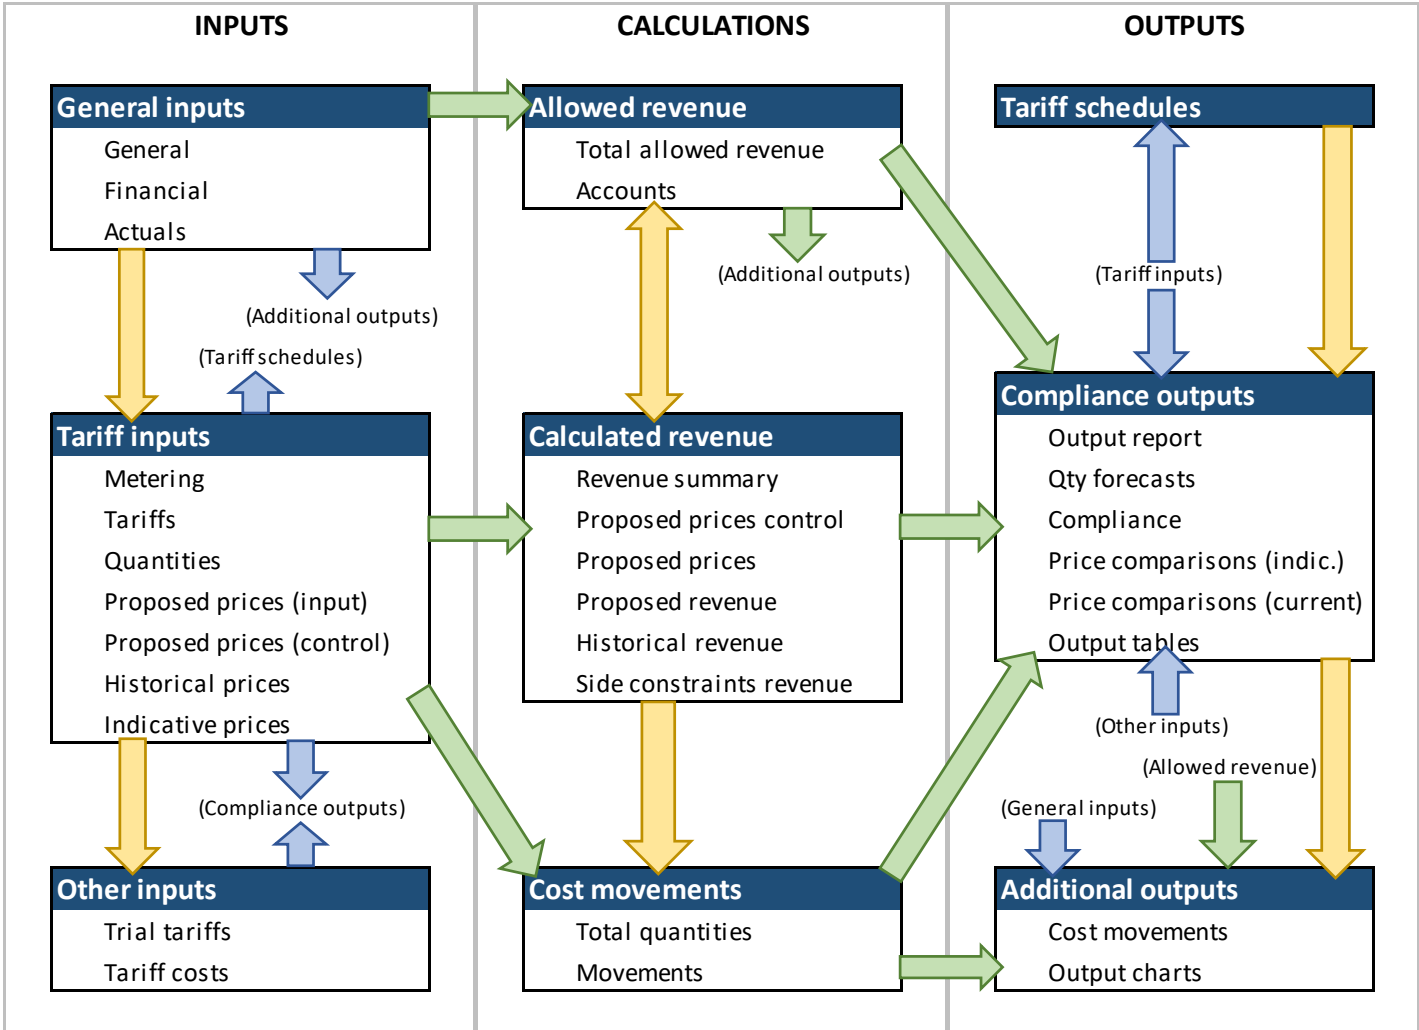 INPUTS
General inputs
General
Financial
Actuals
(Additional outputs)
(Tariff schedules)
Tariff inputs
Metering
Tariffs
Quantities
Proposed prices (input)
Proposed prices (control)
Historical prices
Indicative prices
(Compliance outputs)
Other inputs
Trial tariffs
Tariff costs
CALCULATIONS
Allowed revenue
Total allowed revenue
Accounts
(Additional outputs)
Calculated revenue
Revenue summary
Proposed prices control
Proposed prices
Proposed revenue
Historical revenue
Side constraints revenue
Cost movements
Total quantities
Movements
OUTPUTS
Tariff schedules
(Tariff inputs)
Compliance outputs
Output report
Qty forecasts
Compliance
Price comparisons (indic.)
Price comparisons (current)
Output tables
(Other inputs)
(Allowed revenue)
(General inputs)
Additional outputs
Cost movements
Output charts